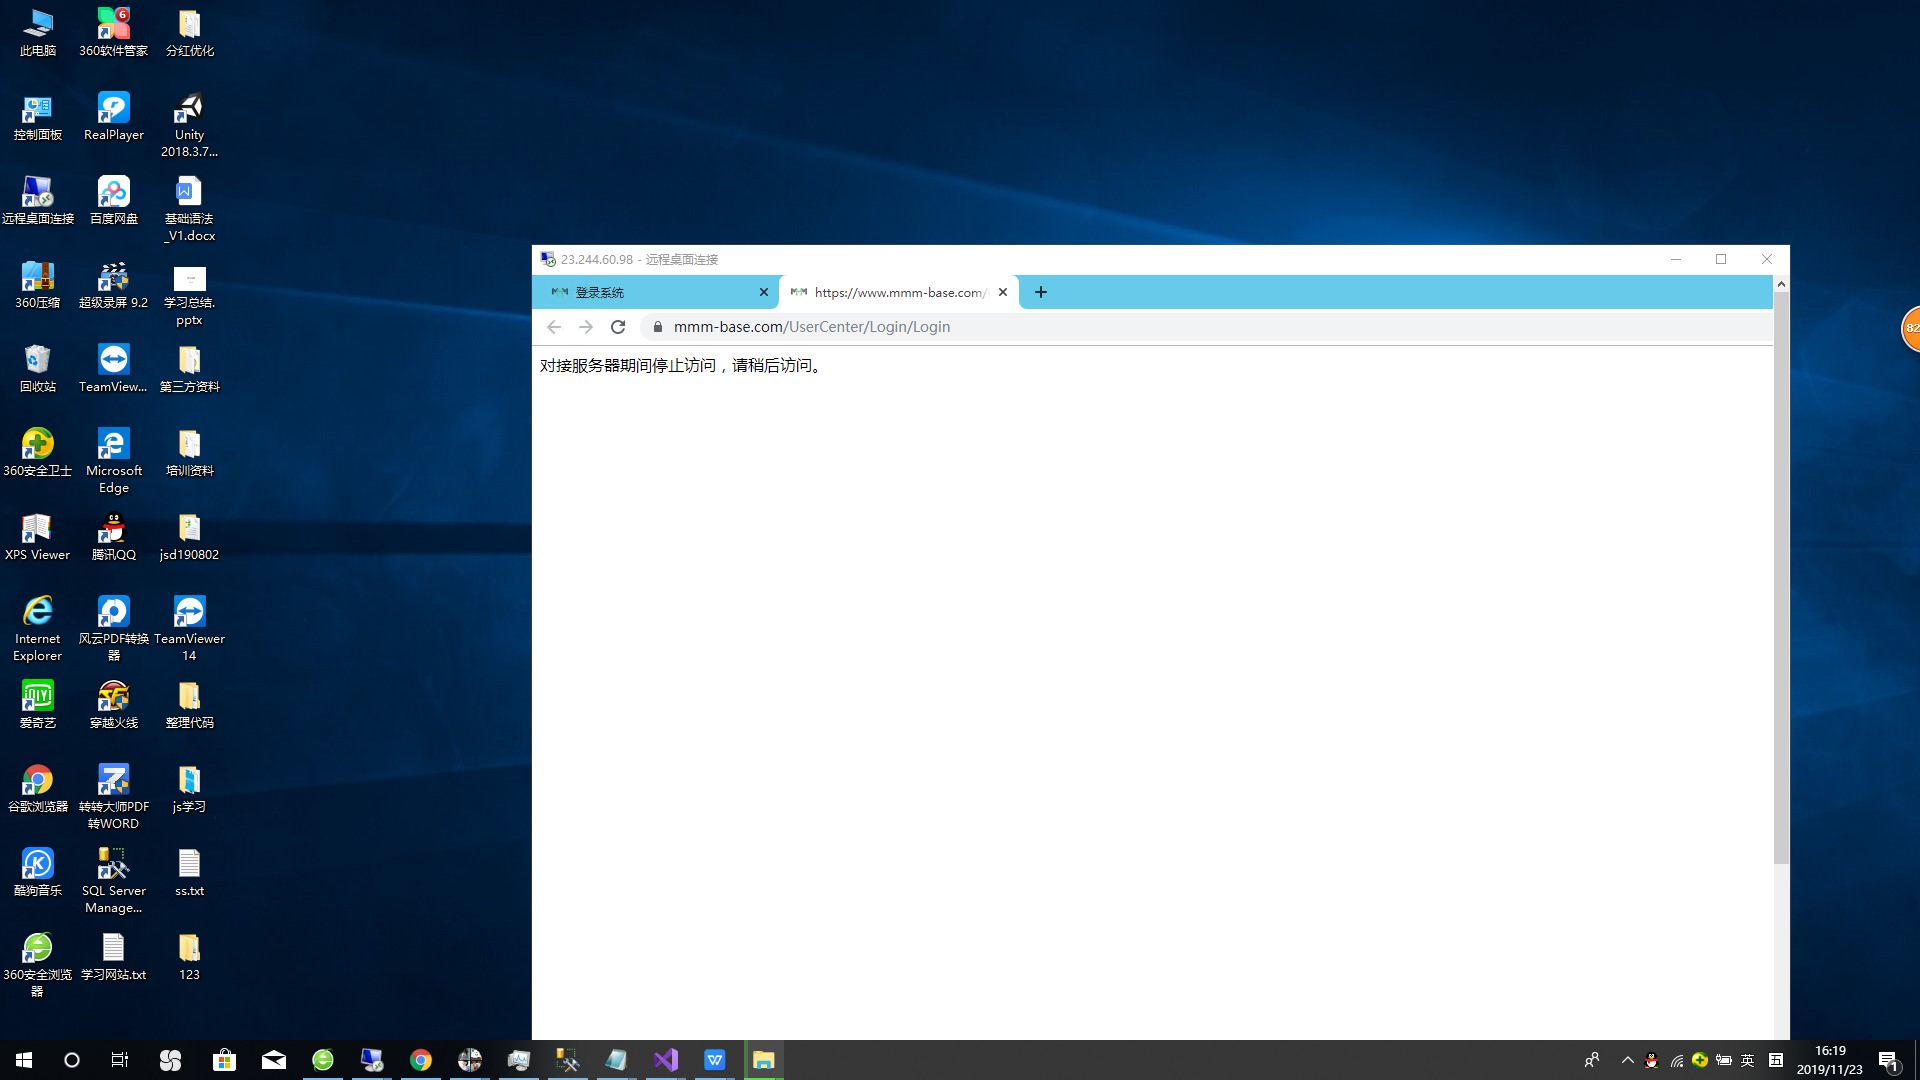 此电脑
360软件管家
6
分红优化
控制面板
RealPlayer
Unity
2018.3.7...
远程桌面连接
百度网盘
基础语法
_V1.docx
360压缩
超级录屏 9.2
学习总结.
pptx
回收站
TeamView...
第三方资料
360安全卫士
Microsoft
Edge
培训资料
XPS Viewer
腾讯QQ
jsd190802
Internet
Explorer
风云PDF转换
器
TeamViewer
14
爱奇艺
穿越火线
整理代码
谷歌浏览器
转转大师PDF
转WORD
js学习
酷狗音乐
SQL Server
Manage...
ss.txt
360安全浏览
器
学习网站.txt
123
23.244.60.98 - 远程桌面连接
登录系统
https://www.mmm-base.com/
mmm-base.com/UserCenter/Login/Login
对接服务器期间停止访问，请稍后访问。
82
英
五
16:19
2019/11/23
1